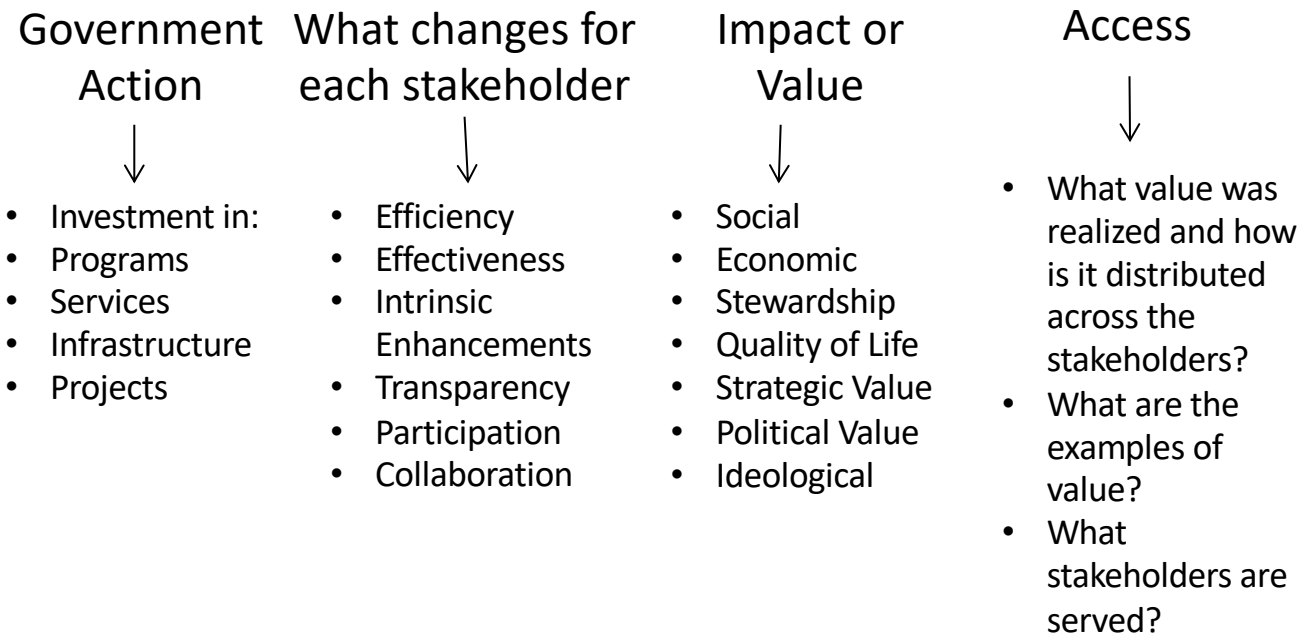 Government
Action
• Investment in:
• Programs
• Services
• Infrastructure
• Projects
What changes for
each stakeholder
• Efficiency
• Effectiveness
• Intrinsic
Enhancements
• Transparency
• Participation
• Collaboration
Impact or
Value
• Social
• Economic
• Stewardship
• Quality of Life
• Strategic Value
• Political Value
• Ideological
Access
• What value was
realized and how
is it distributed
across the
stakeholders?
• What are the
examples of
value?
• What
stakeholders are
served?